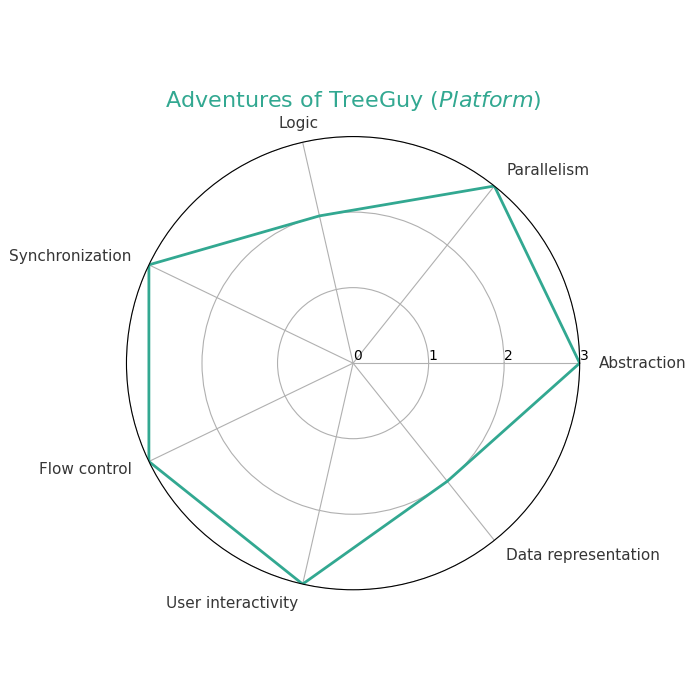 Adventures of TreeGuy (Platform)
Logic
Parallelism
Synchronization
0
1
2
3
Abstraction
Flow control
Data representation
User interactivity